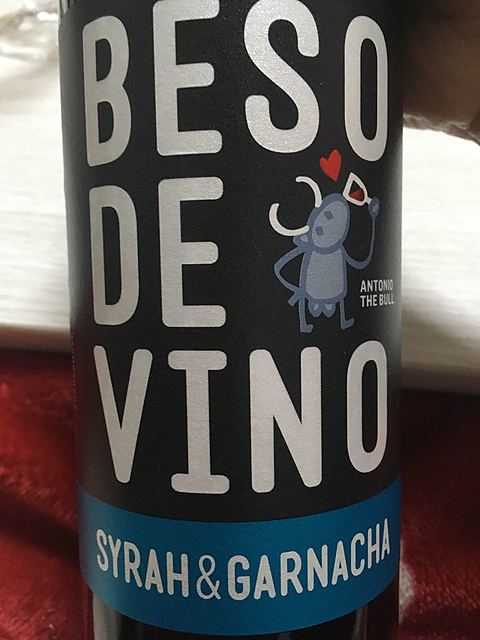 BESO
DE
ANTONIO
THE BULL
VINO
SYRAH & GARNACHA